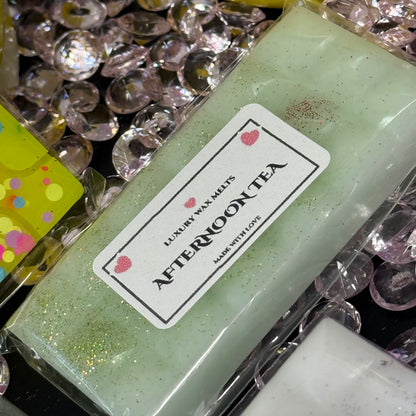 LUXURY WAX MELTS
AFTERNOON TEA
MADE WITH LOVE